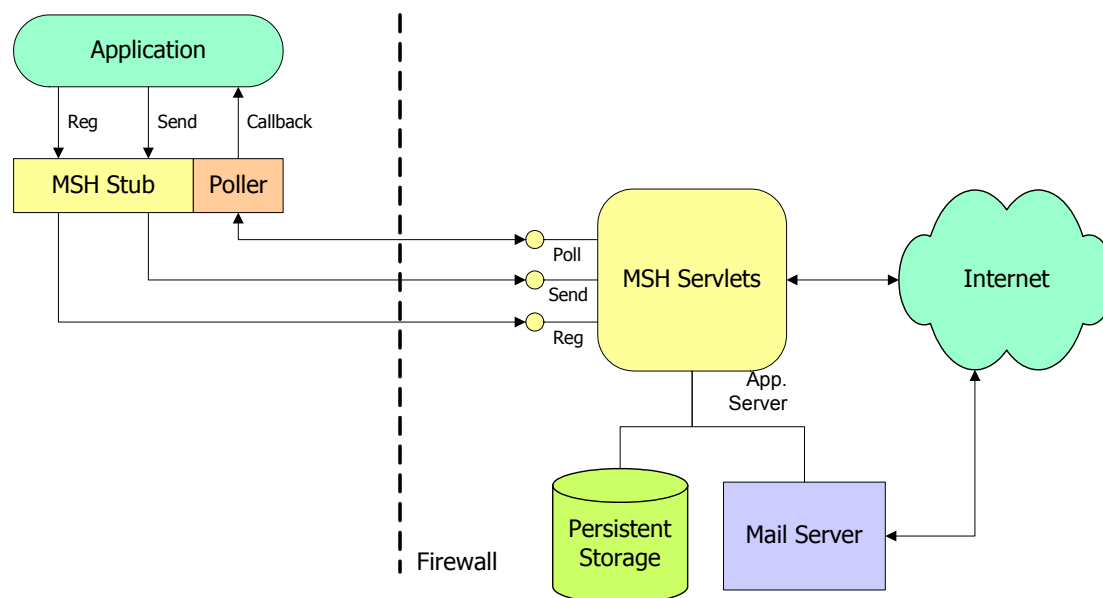 Application
Reg
Send
Callback
MSH Stub
Poller
Poll
Send
Reg
MSH Servlets
Internet
App.
Server
Persistent
Storage
Mail Server
Firewall